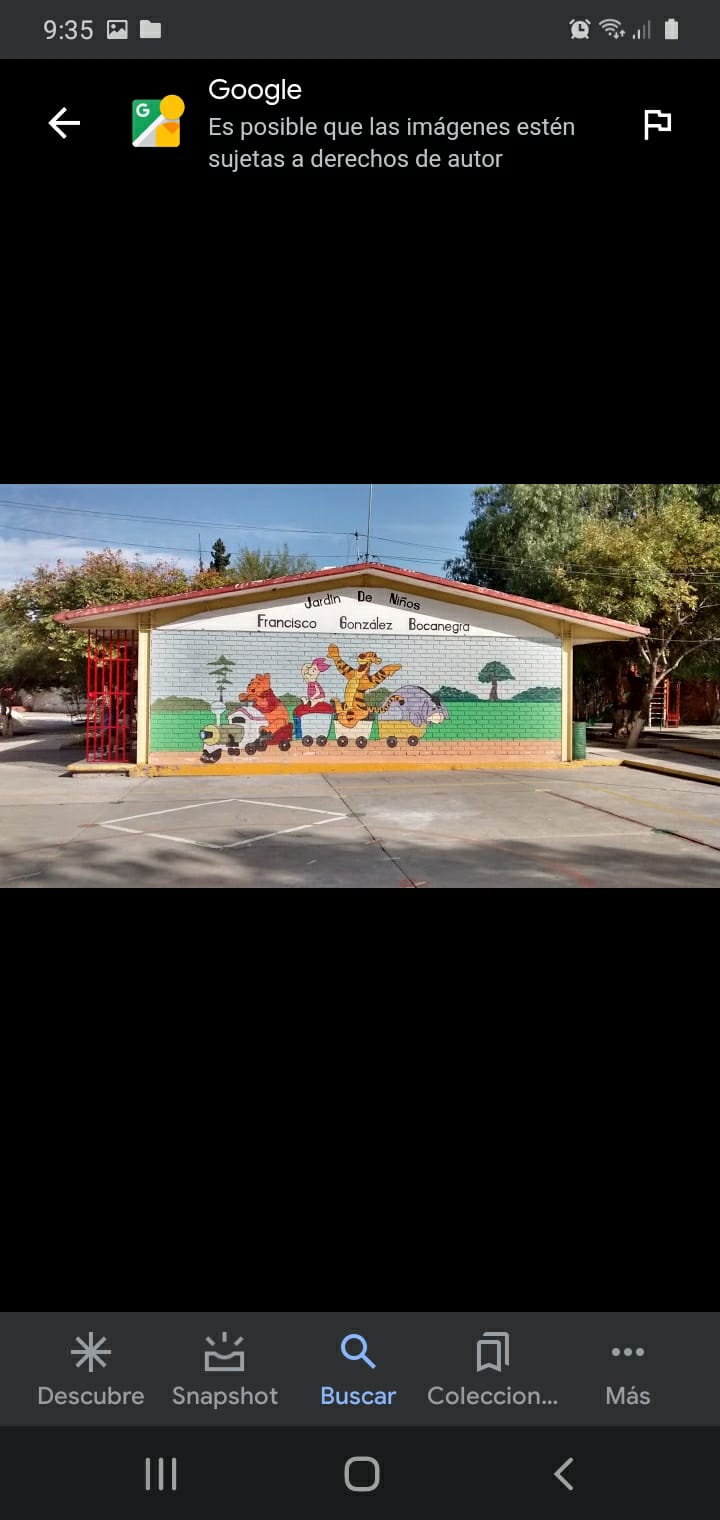 9:35
Google
Es posible que las imágenes estén
sujetas a derechos de autor
G
Jardin De Niños
Francisco González Bocanegra
Descubre Snapshot Buscar Coleccion... Más